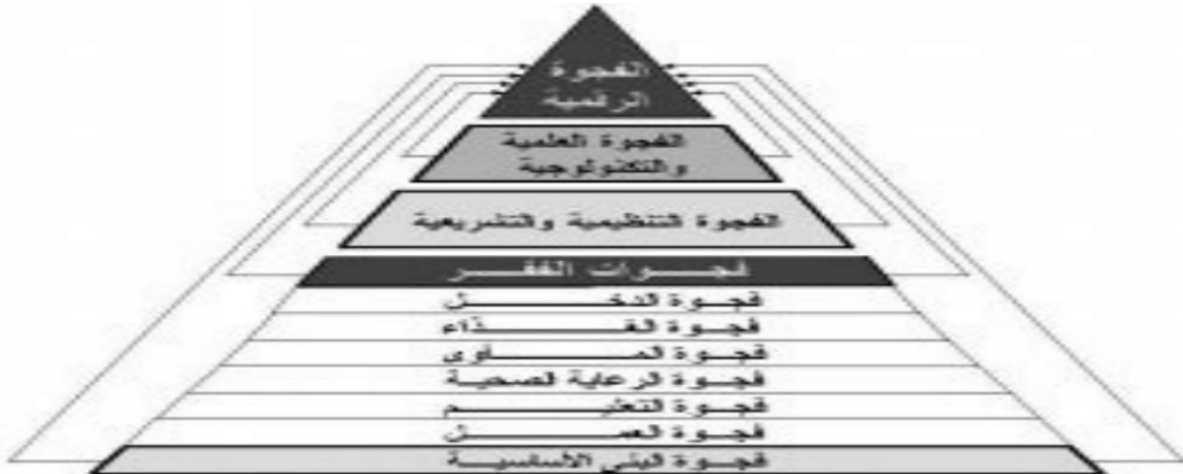 الفجوة
الرقمية
الفجوة العلمية
والتكنولوجية
الفجوة التنظيمية والتشريعية
فجوات الفقر
فجوة الدخل
فجوة الغذاء
فجوة المأوى
فجوة الرعاية الصحية
فجوة التعليم
فجوة العمل
فجوة البنى الأساسية